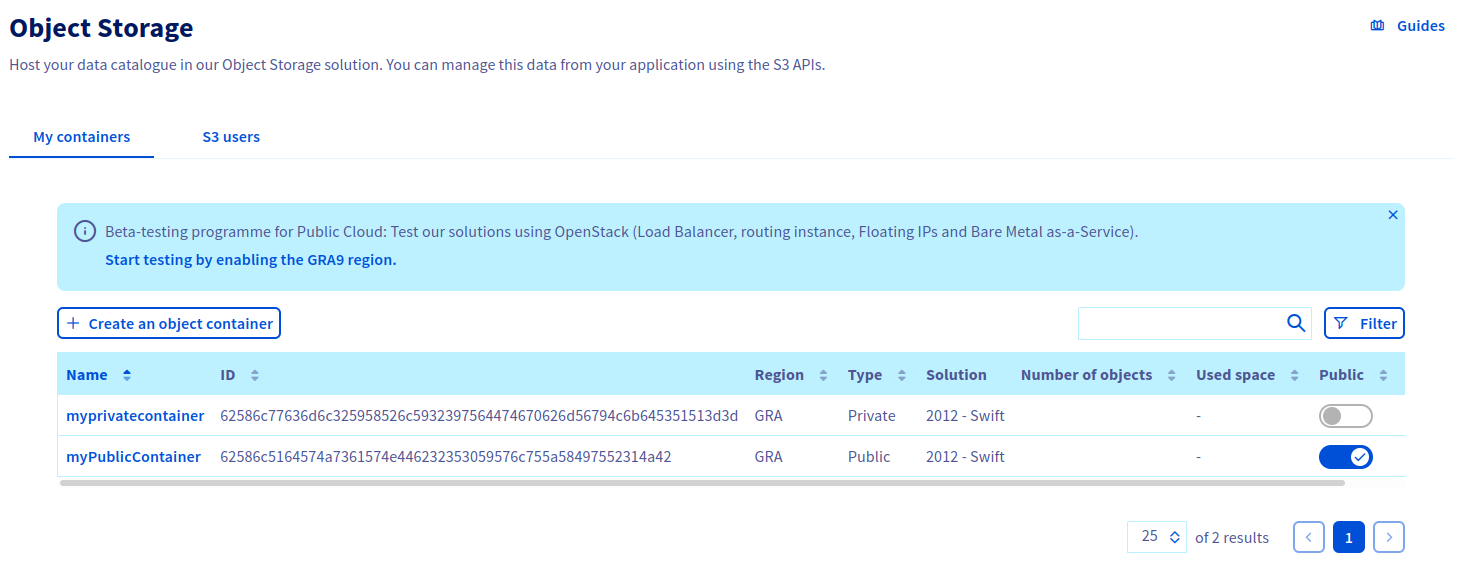 Object Storage
Guides
Host your data catalogue in our Object Storage solution. You can manage this data from your application using the S3 APIs.
My containers S3 users
Beta-testing programme for Public Cloud: Test our solutions using OpenStack (Load Balancer, routing instance, Floating IPs and Bare Metal as-a-Service).
Start testing by enabling the GRA9 region.
+ Create an object container Filter
Name ID Region Type Solution Number of objects Used space Public
myprivatecontainer 62586c77636d6c325958526c5932397564474670626d56794c6b645351513d3d GRA Private 2012 - Swift -
myPublicContainer 62586c5164574a7361574e446232353059576c755a58497552314a42 GRA Public 2012 - Swift -
25 of 2 results < 1 >